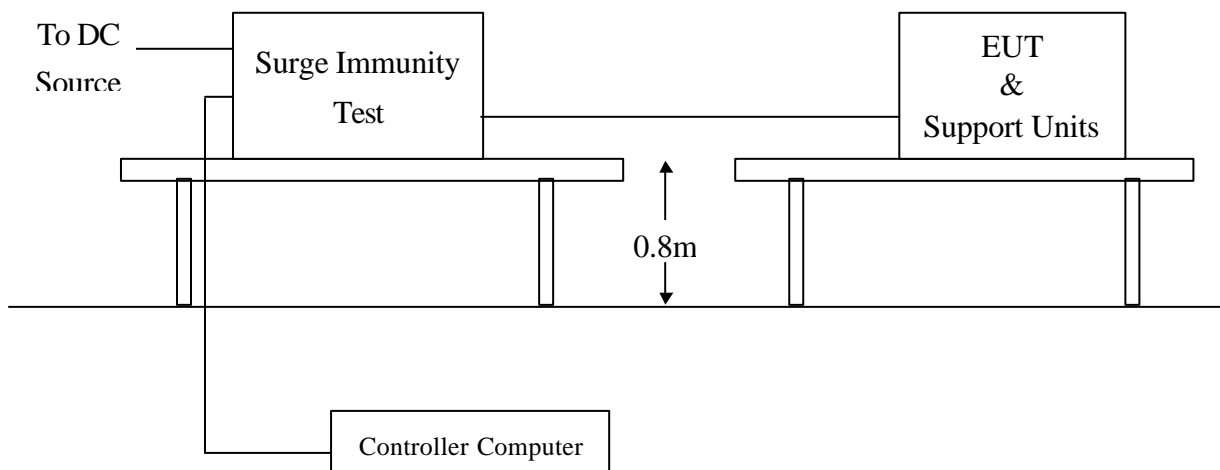 To DC
Source
Surge Immunity
Test
EUT
&
Support Units
0.8m
Controller Computer